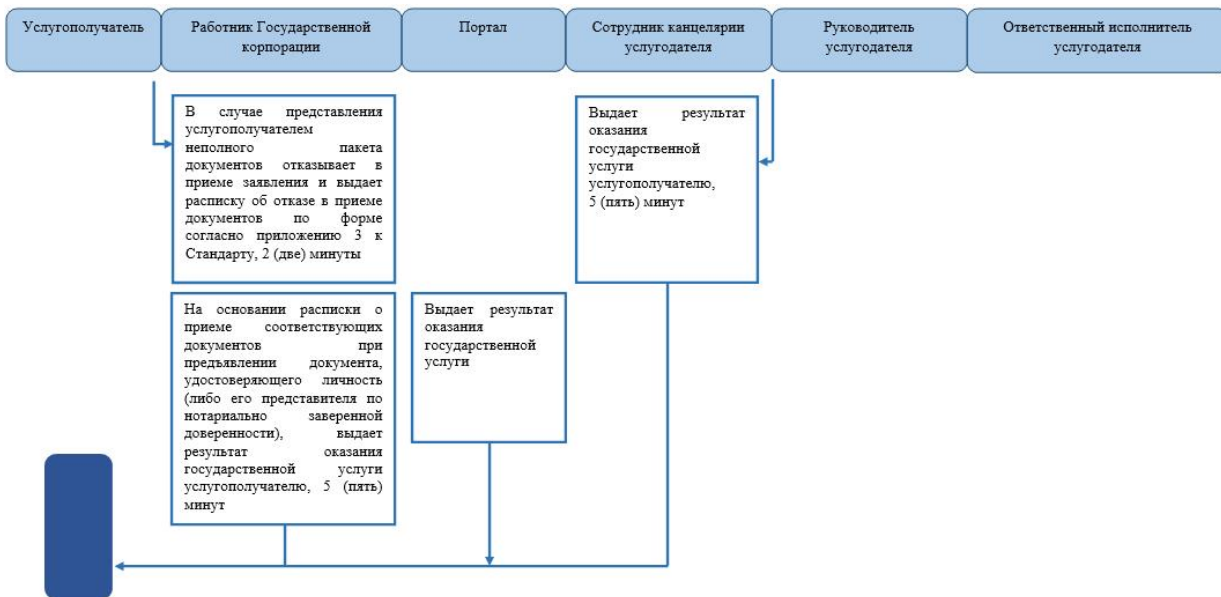 Услугополучатель
Работник Государственной
корпорации
Портал
Сотрудник канцелярии
услугодателя
Руководитель
услугодателя
Ответственный исполнитель
услугодателя
В случае представления
услугополучателем
неполного пакета
документов отказывает в
приеме заявления и выдает
расписку об отказе в приеме
документов по форме
согласно приложению 3 к
Стандарту, 2 (две) минуты
Выдает результат
оказания
государственной
услуги
услугополучателю,
5 (пять) минут
На основании расписки о
приеме соответствующих
документов при
предъявлении документа,
удостоверяющего личность
(либо его представителя по
нотариально заверенной
доверенности), выдает
результат оказания
государственной услуги
услугополучателю, 5 (пять)
минут
Выдает результат
оказания
государственной
услуги